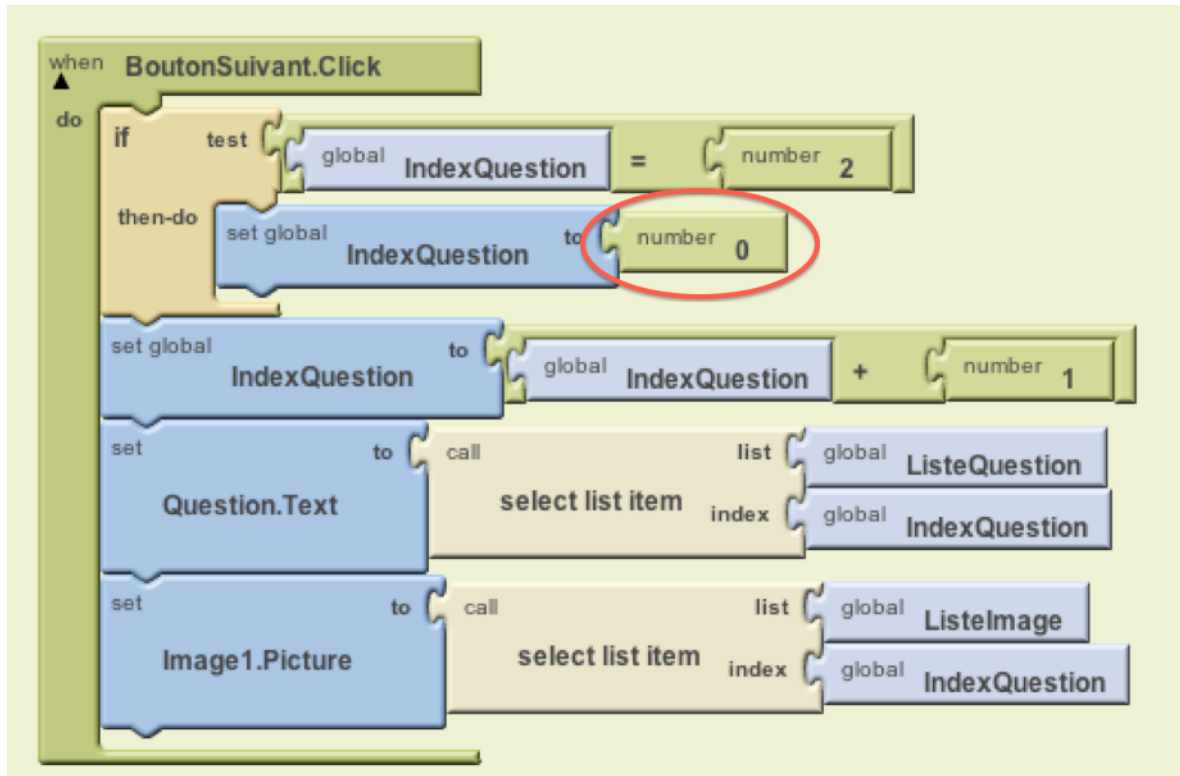 when BoutonSuivant.Click
do
if test global IndexQuestion = number 2
then-do set global IndexQuestion to number 0
set global IndexQuestion to global IndexQuestion + number 1
set Question.Text to call select list item list global ListeQuestion
index global IndexQuestion
set Image1.Picture to call select list item list global ListeImage
index global IndexQuestion